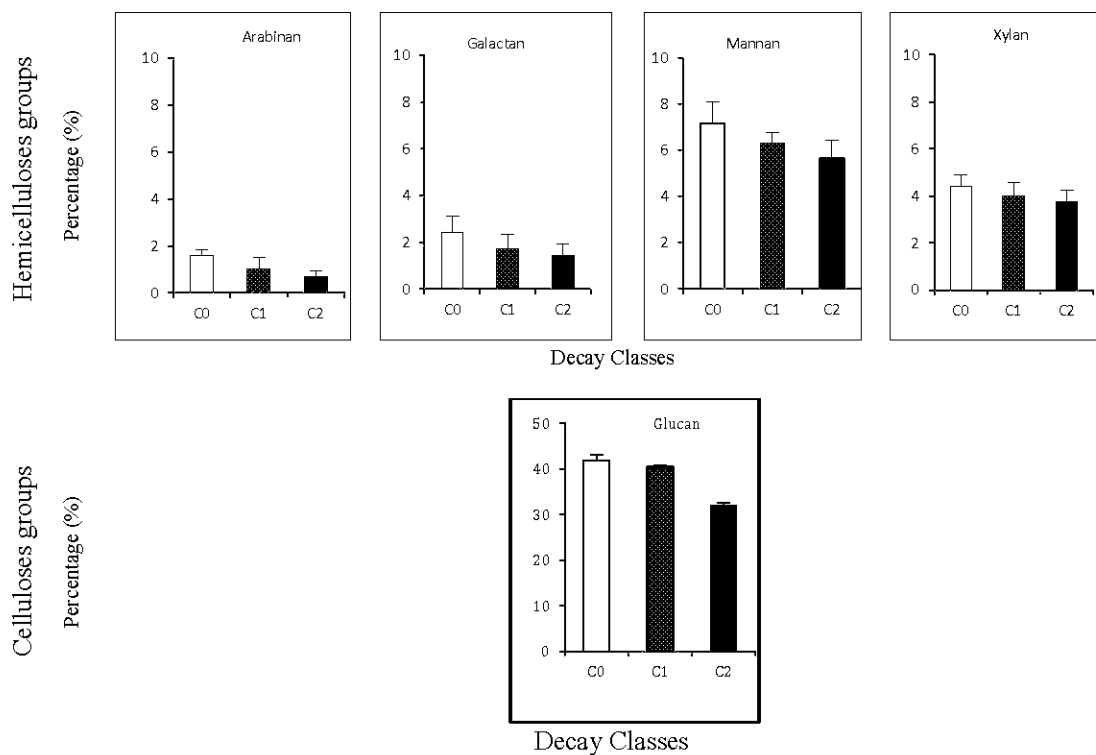 Hemicelluloses groups
Percentage (%)
Arabinan
10
8
6
4
2
0
C0 C1 C2
Galactan
10
8
6
4
2
0
C0 C1 C2
Mannan
10
8
6
4
2
0
C0 C1 C2
Xylan
10
8
6
4
2
0
C0 C1 C2
Decay Classes
Celluloses groups
Percentage (%)
Glucan
50
40
30
20
10
0
C0 C1 C2
Decay Classes